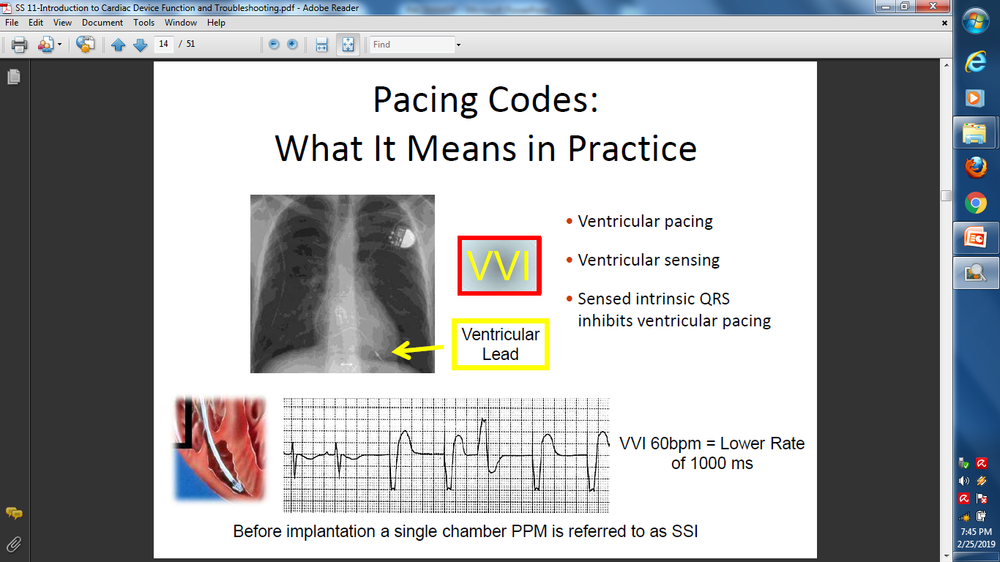 SS 11-Introduction to Cardiac Device Function and Troubleshooting.pdf - Adobe Reader
File Edit View Document Tools Window Help
14 / 51
Find
Pacing Codes:
What It Means in Practice
VVI
Ventricular
Lead
• Ventricular pacing
• Ventricular sensing
• Sensed intrinsic QRS
inhibits ventricular pacing
VVI 60bpm = Lower Rate
of 1000 ms
Before implantation a single chamber PPM is referred to as SSI
7:45 PM
2/25/2019